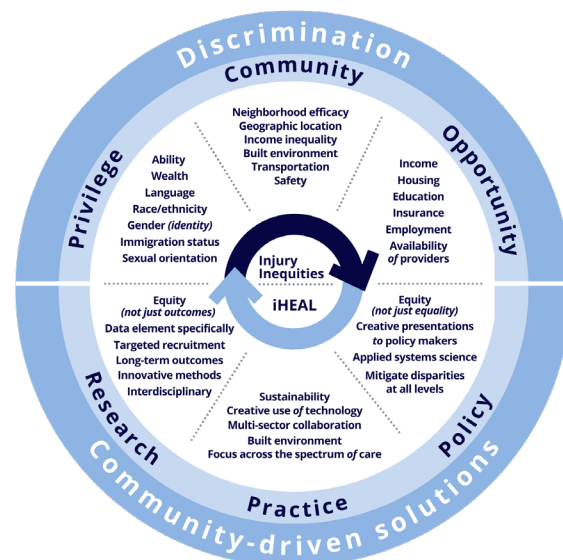 Discrimination
Community
Privilege
Opportunity
Neighborhood efficacy
Geographic location
Income inequality
Built environment
Transportation
Safety
Ability
Wealth
Language
Race/ethnicity
Gender (identity)
Immigration status
Sexual orientation
Income
Housing
Education
Insurance
Employment
Availability
of providers
Injury
Inequities
iHEAL
Equity
(not just outcomes)
Data element specifically
Targeted recruitment
Long-term outcomes
Innovative methods
Interdisciplinary
Equity
(not just equality)
Creative presentations
to policy makers
Applied systems science
Mitigate disparities
at all levels
Sustainability
Creative use of technology
Multi-sector collaboration
Built environment
Focus across the spectrum of care
Research
Practice
Policy
Community-driven solutions